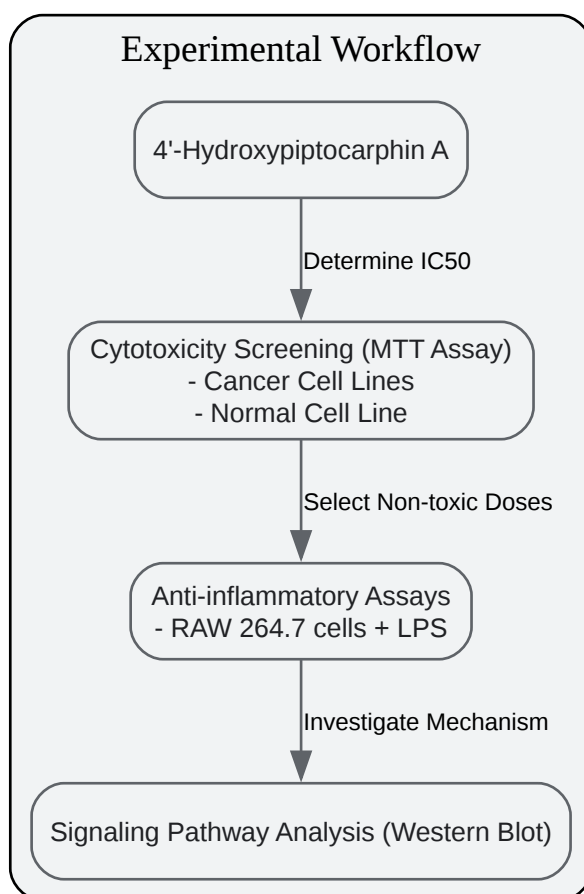 Experimental Workflow
4'-Hydroxypiptocarphin A
Determine IC50
Cytotoxicity Screening (MTT Assay)
- Cancer Cell Lines
- Normal Cell Line
Select Non-toxic Doses
Anti-inflammatory Assays
- RAW 264.7 cells + LPS
Investigate Mechanism
Signaling Pathway Analysis (Western Blot)